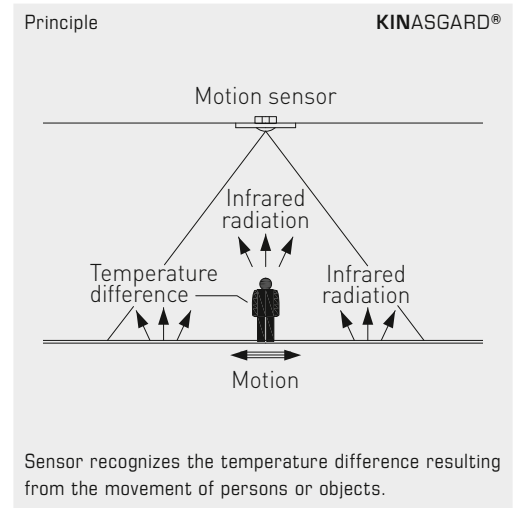 Principle KINASGARD®
Motion sensor
Infrared
radiation
Temperature
difference
Infrared
radiation
Motion
Sensor recognizes the temperature difference resulting
from the movement of persons or objects.